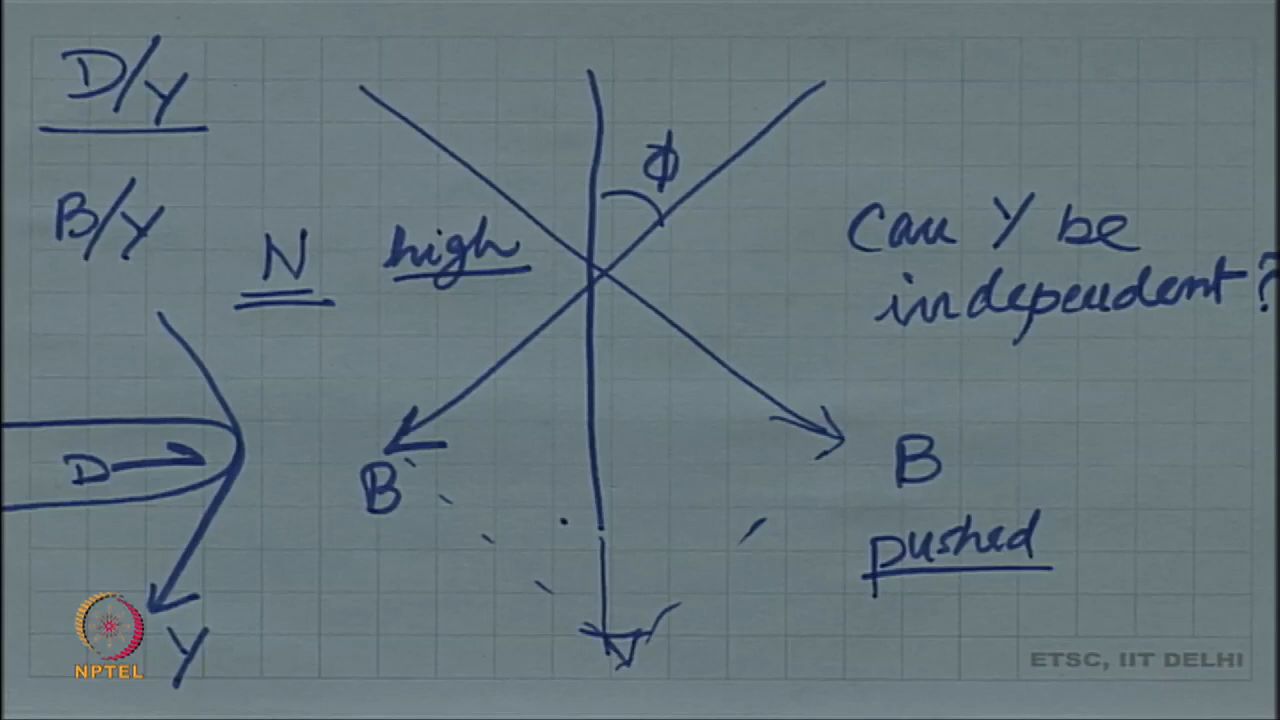 D/Y
B/Y
N
high
ϕ
Can Y be
independent?
D
B
B
pushed
Y
NPTEL
ETSC, IIT DELHI